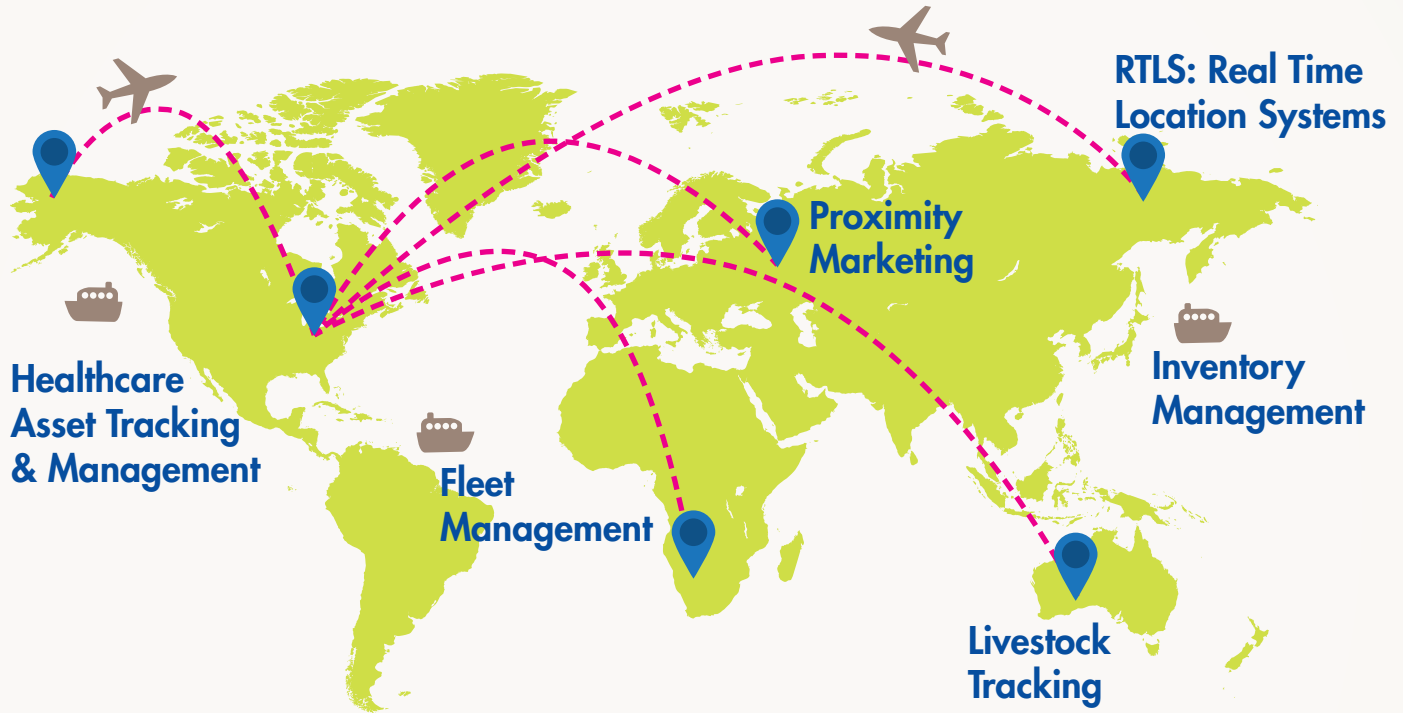 RTLS: Real Time
Location Systems
Proximity
Marketing
Healthcare
Asset Tracking
& Management
Inventory
Management
Fleet
Management
Livestock
Tracking